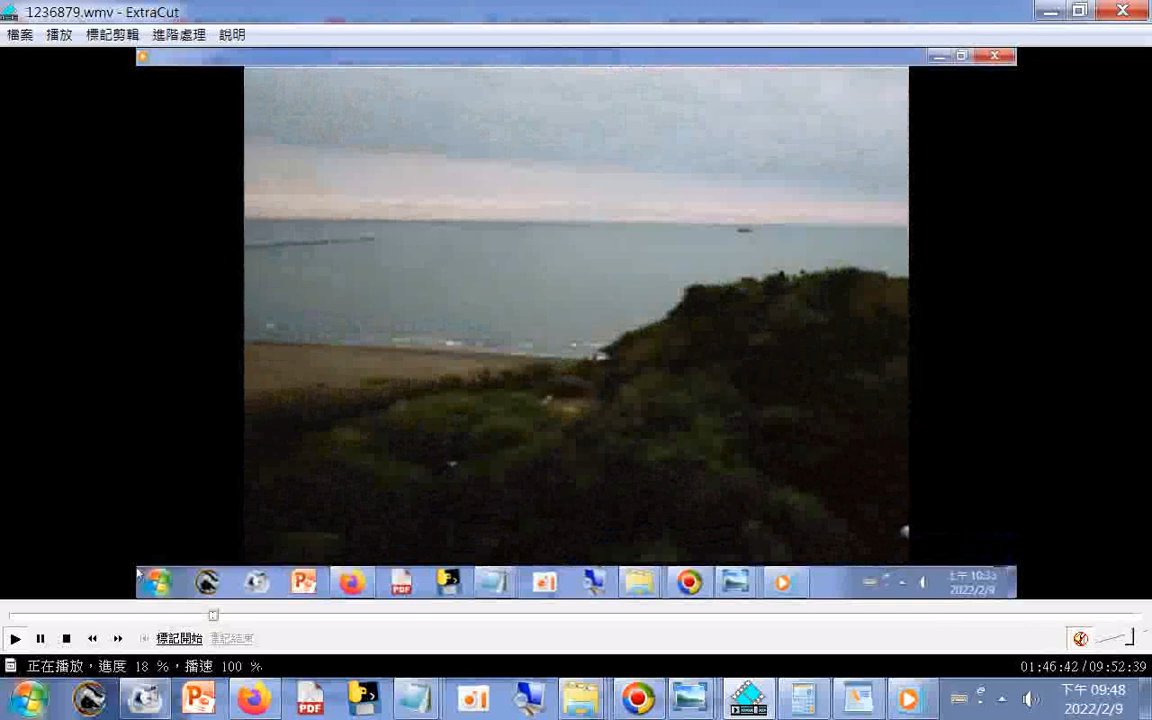 1236879.wmv - ExtraCut
檔案 播放 標記剪輯 進階處理 說明
上午 10:33
2022/2/9
標記開始 標記結束
正在播放，進度 18 %，播速 100 %
01:46:42 / 09:52:39
PDF
下午 09:48
2022/2/9